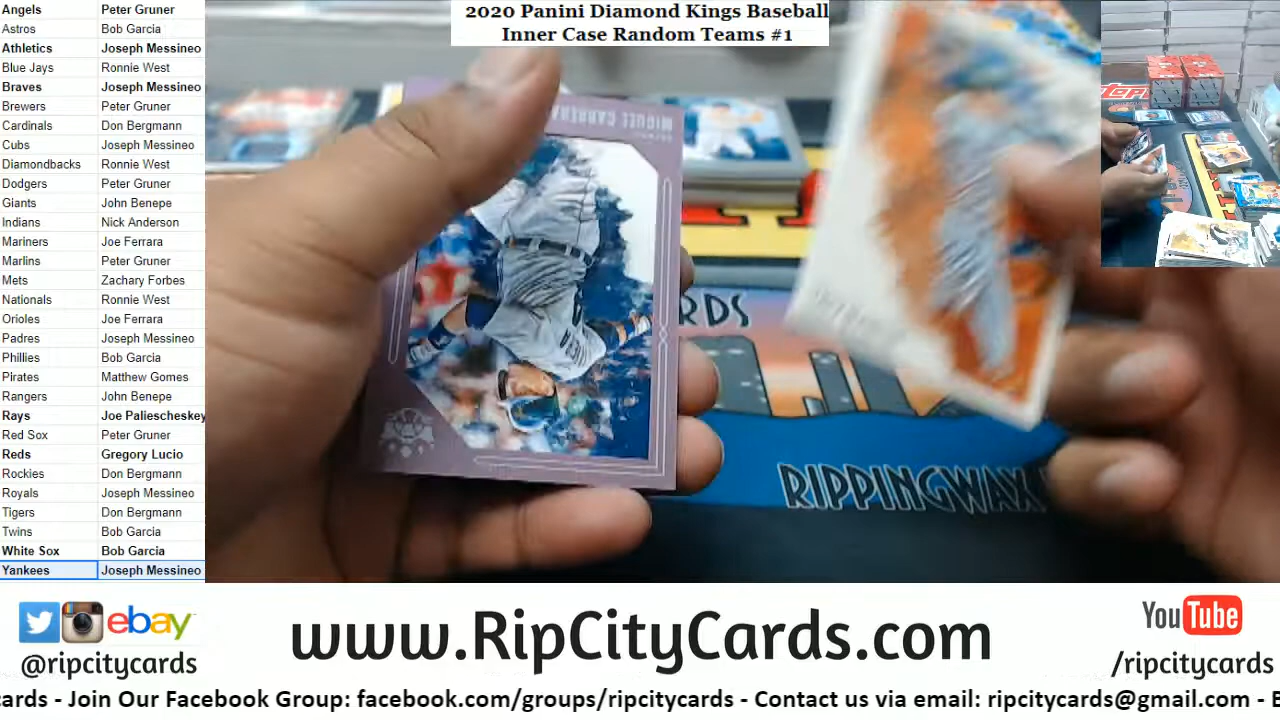 2020 Panini Diamond Kings Baseball
Inner Case Random Teams #1
Angels Peter Gruner
Astros Bob Garcia
Athletics Joseph Messineo
Blue Jays Ronnie West
Braves Joseph Messineo
Brewers Peter Gruner
Cardinals Don Bergmann
Cubs Joseph Messineo
Diamondbacks Ronnie West
Dodgers Peter Gruner
Giants John Benepe
Indians Nick Anderson
Mariners Joe Ferrara
Marlins Peter Gruner
Mets Zachary Forbes
Nationals Ronnie West
Orioles Joe Ferrara
Padres Joseph Messineo
Phillies Bob Garcia
Pirates Matthew Gomes
Rangers John Benepe
Rays Joe Paliescheskey
Red Sox Peter Gruner
Reds Gregory Lucio
Rockies Don Bergmann
Royals Joseph Messineo
Tigers Don Bergmann
Twins Bob Garcia
White Sox Bob Garcia
Yankees Joseph Messineo
MIGUEL CABRERA
RDS
RIPPINGWAX
ebay
@ripcitycards
www.RipCityCards.com
YouTube
/ripcitycards
cards - Join Our Facebook Group: facebook.com/groups/ripcitycards - Contact us via email: ripcitycards@gmail.com - E